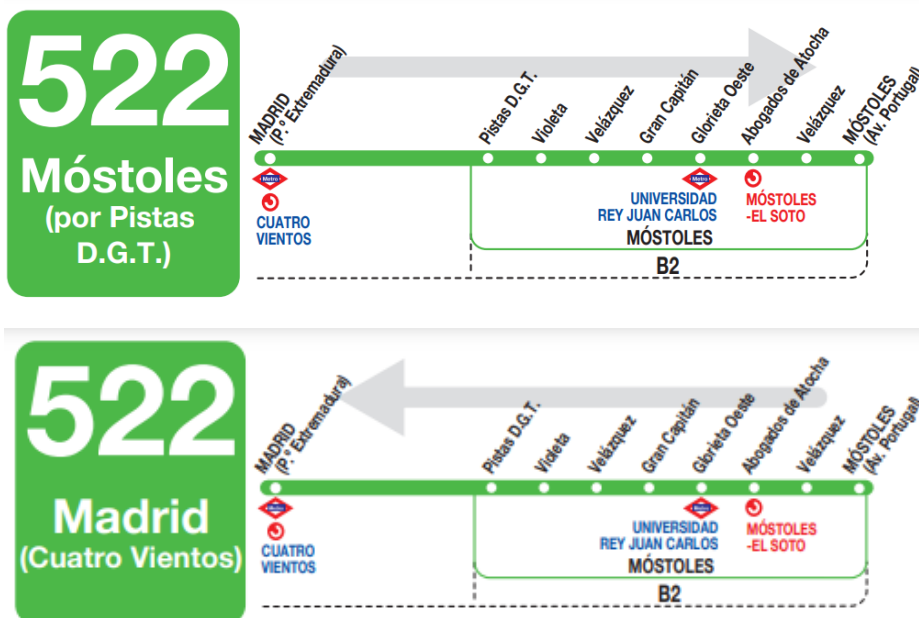 522
Móstoles
(por Pistas
D.G.T.)
MADRID
(P.º Extremadura)
Pistas D.G.T.
Violeta
Velázquez
Gran Capitán
Glorieta Oeste
Abogados de Atocha
Velázquez
MÓSTOLES
(Av. Portugal)
Metro
CUATRO
VIENTOS
Metro
UNIVERSIDAD
REY JUAN CARLOS
MÓSTOLES
-EL SOTO
MÓSTOLES
B2
522
Madrid
(Cuatro Vientos)
MADRID
(P.º Extremadura)
Pistas D.G.T.
Violeta
Velázquez
Gran Capitán
Glorieta Oeste
Abogados de Atocha
Velázquez
MÓSTOLES
(Av. Portugal)
Metro
CUATRO
VIENTOS
Metro
UNIVERSIDAD
REY JUAN CARLOS
MÓSTOLES
-EL SOTO
MÓSTOLES
B2